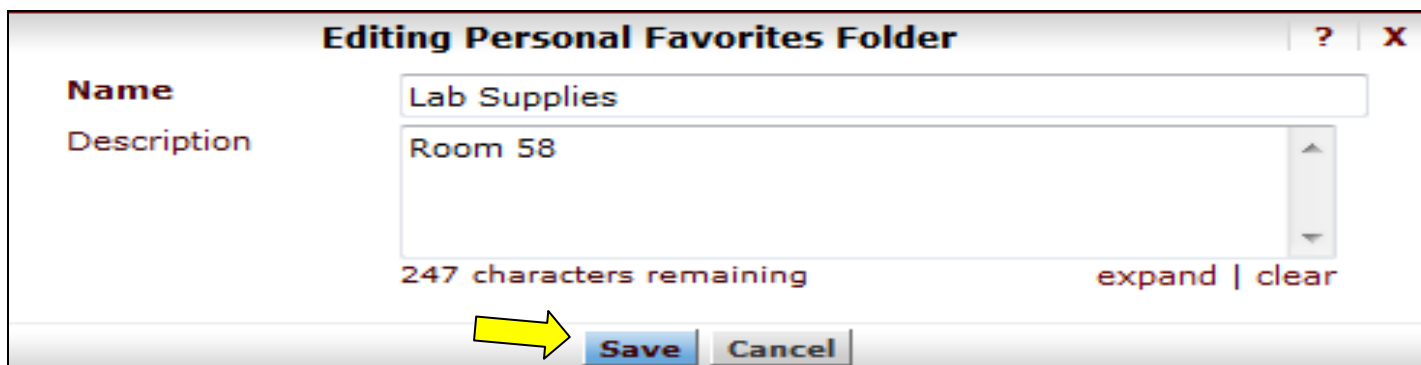 Editing Personal Favorites Folder ? X
Name Lab Supplies
Description Room 58
247 characters remaining expand | clear
Save Cancel